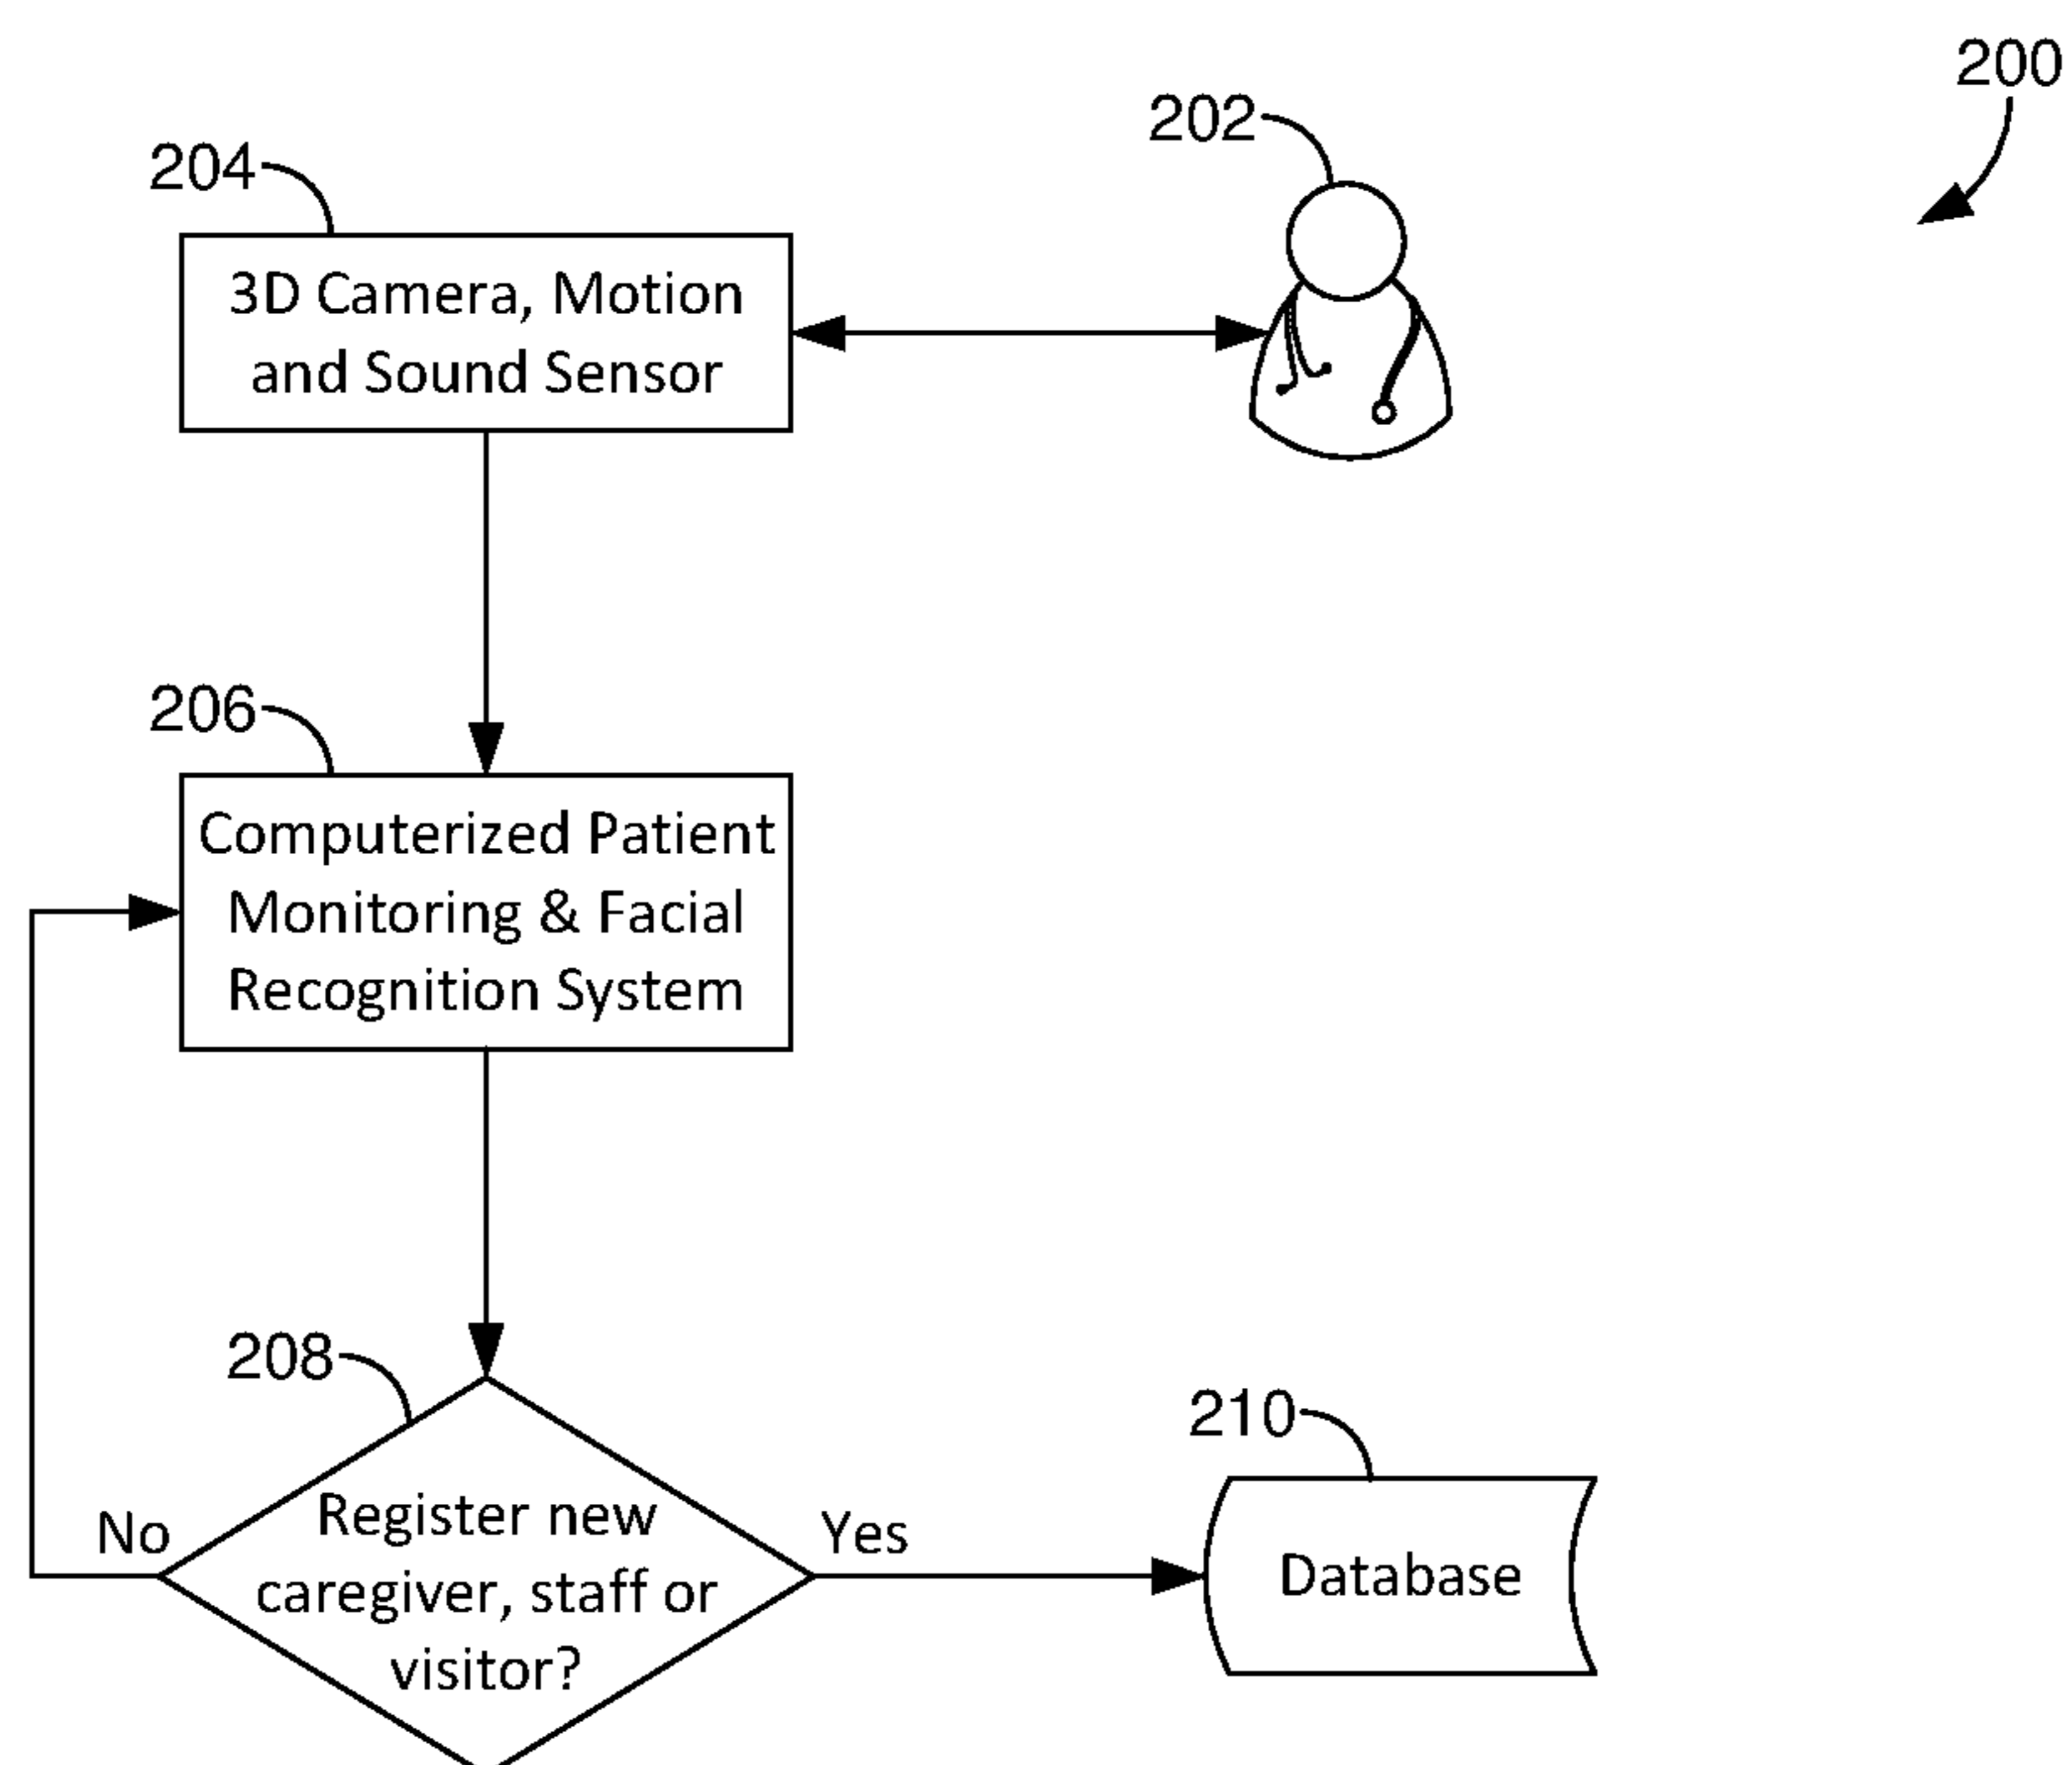 200
202
204
3D Camera, Motion
and Sound Sensor
206
Computerized Patient
Monitoring & Facial
Recognition System
208
210
No
Register new
caregiver, staff or
visitor?
Yes
Database